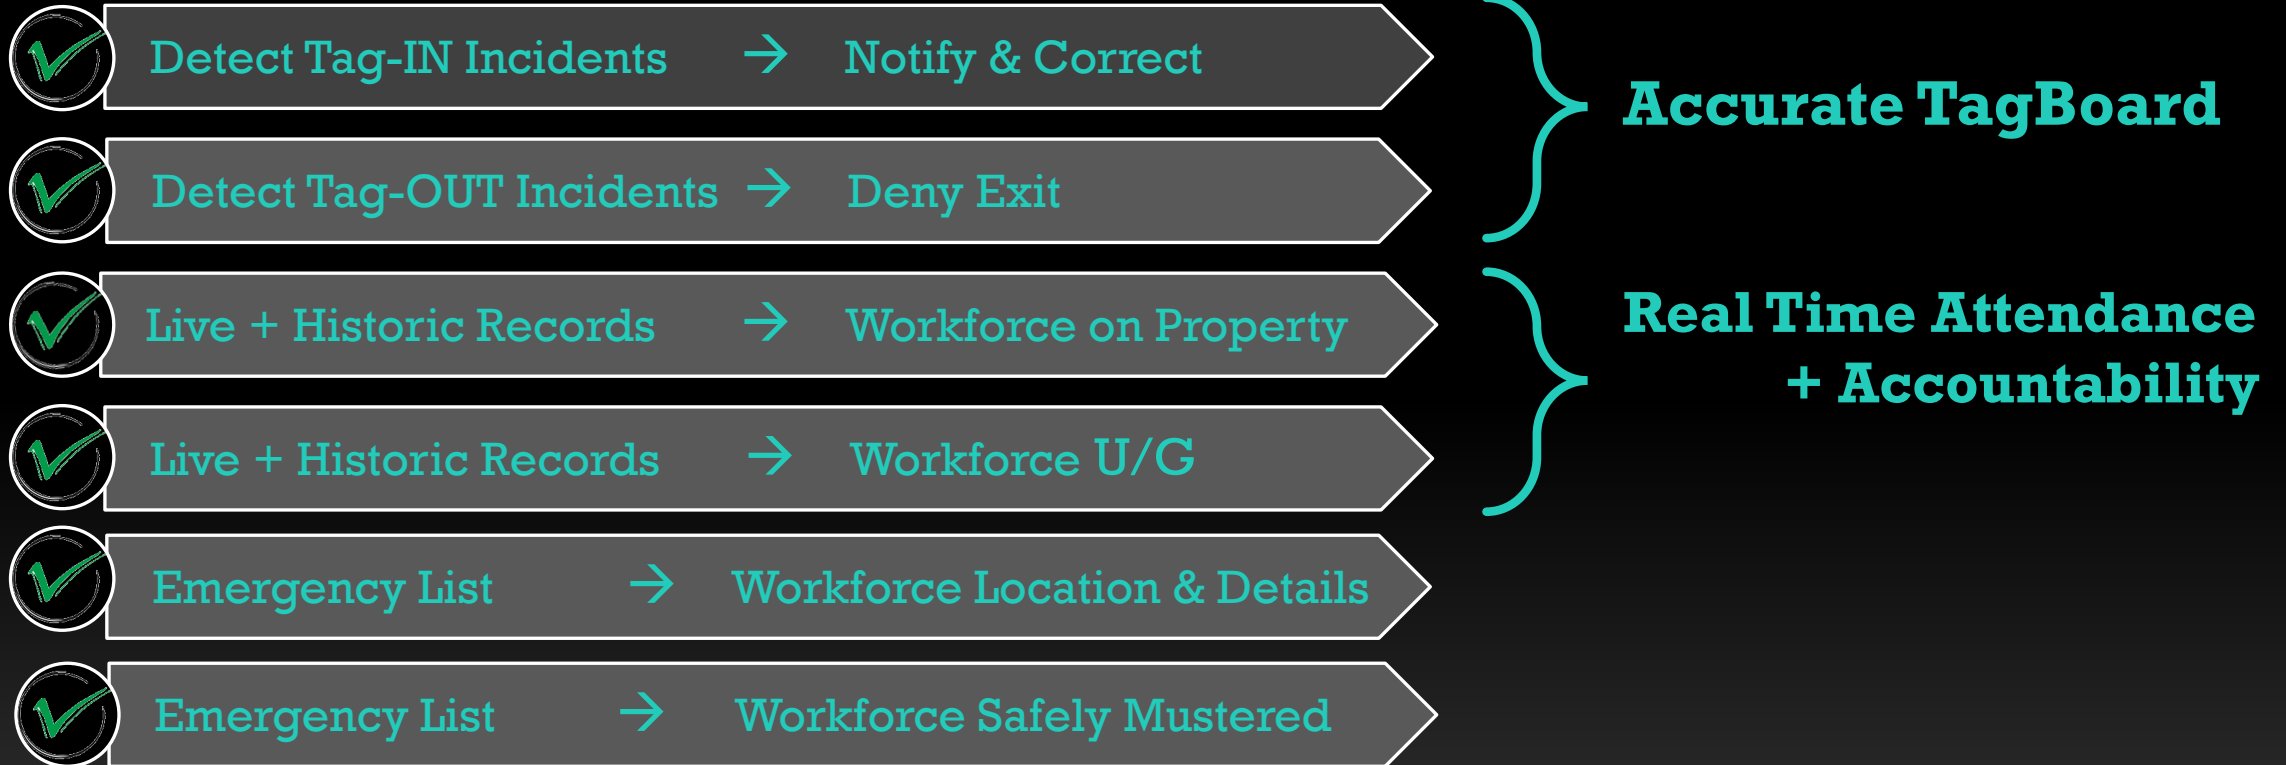 Detect Tag-IN Incidents → Notify & Correct
Detect Tag-OUT Incidents → Deny Exit
Accurate TagBoard
Live + Historic Records → Workforce on Property
Live + Historic Records → Workforce U/G
Real Time Attendance
+ Accountability
Emergency List → Workforce Location & Details
Emergency List → Workforce Safely Mustered